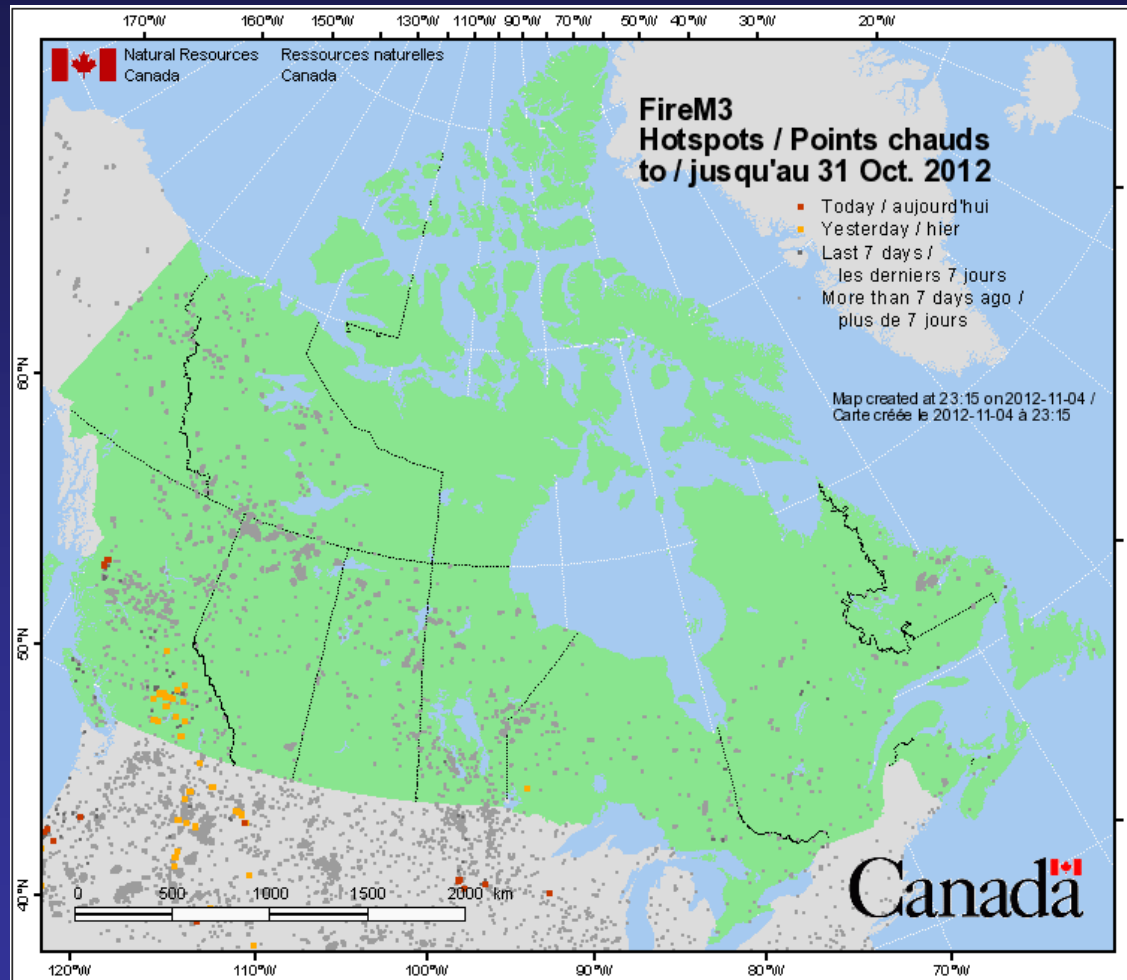 170°W 160°W 150°W 130°W 110°W 90°W 70°W 50°W 40°W 30°W 20°W
Natural Resources Ressources naturelles
Canada Canada
FireM3
Hotspots / Points chauds
to / jusqu'au 31 Oct. 2012
Today / aujourd'hui
Yesterday / hier
Last 7 days /
les derniers 7 jours
More than 7 days ago /
plus de 7 jours
60°N
Map created at 23:15 on 2012-11-04 /
Carte créée le 2012-11-04 à 23:15
50°N
40°N
0 500 1000 1500 2000 km
Canada
120°W 110°W 100°W 90°W 80°W 70°W